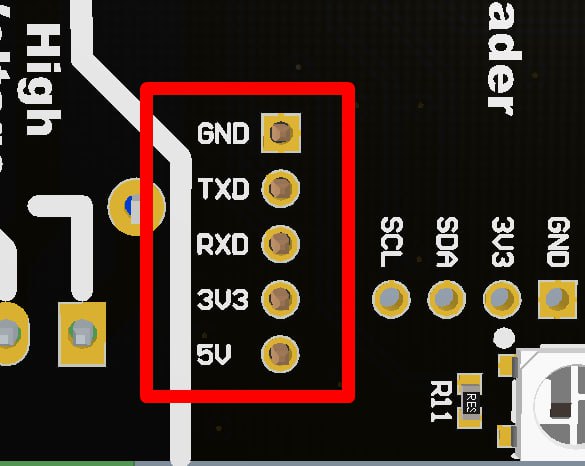 High
ader
GND
TXD
RXD
3V3
5V
SCL
SDA
3V3
GND
R11
RES